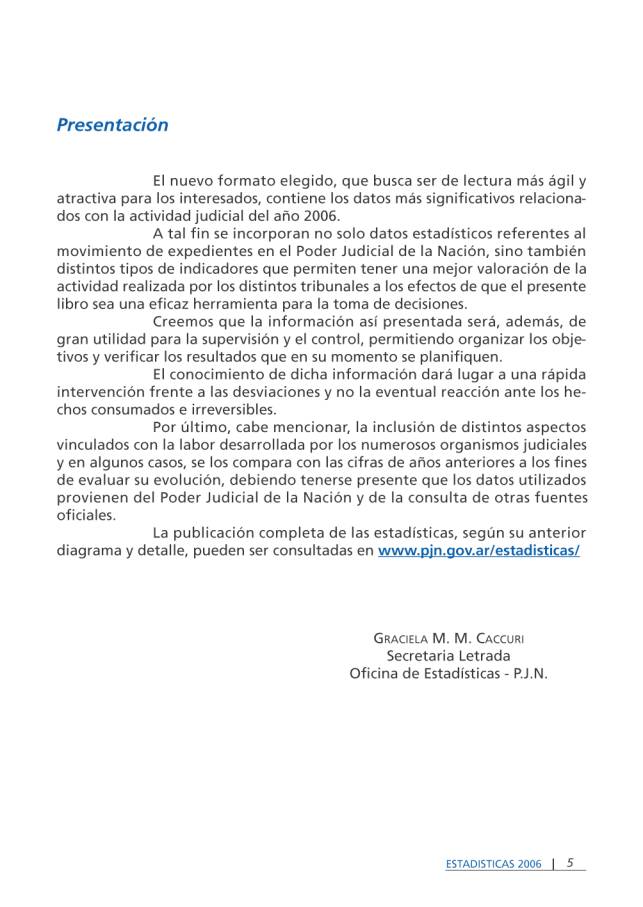 Presentación
El nuevo formato elegido, que busca ser de lectura más ágil y
atractiva para los interesados, contiene los datos más significativos relaciona-
dos con la actividad judicial del año 2006.
A tal fin se incorporan no solo datos estadísticos referentes al
movimiento de expedientes en el Poder Judicial de la Nación, sino también
distintos tipos de indicadores que permiten tener una mejor valoración de la
actividad realizada por los distintos tribunales a los efectos de que el presente
libro sea una eficaz herramienta para la toma de decisiones.
Creemos que la información así presentada será, además, de
gran utilidad para la supervisión y el control, permitiendo organizar los obje-
tivos y verificar los resultados que en su momento se planifiquen.
El conocimiento de dicha información dará lugar a una rápida
intervención frente a las desviaciones y no la eventual reacción ante los he-
chos consumados e irreversibles.
Por último, cabe mencionar, la inclusión de distintos aspectos
vinculados con la labor desarrollada por los numerosos organismos judiciales
y en algunos casos, se los compara con las cifras de años anteriores a los fines
de evaluar su evolución, debiendo tenerse presente que los datos utilizados
provienen del Poder Judicial de la Nación y de la consulta de otras fuentes
oficiales.
La publicación completa de las estadísticas, según su anterior
diagrama y detalle, pueden ser consultadas en www.pjn.gov.ar/estadisticas/
GRACIELA M. M. CACCURI
Secretaria Letrada
Oficina de Estadísticas - P.J.N.
ESTADISTICAS 2006 | 5